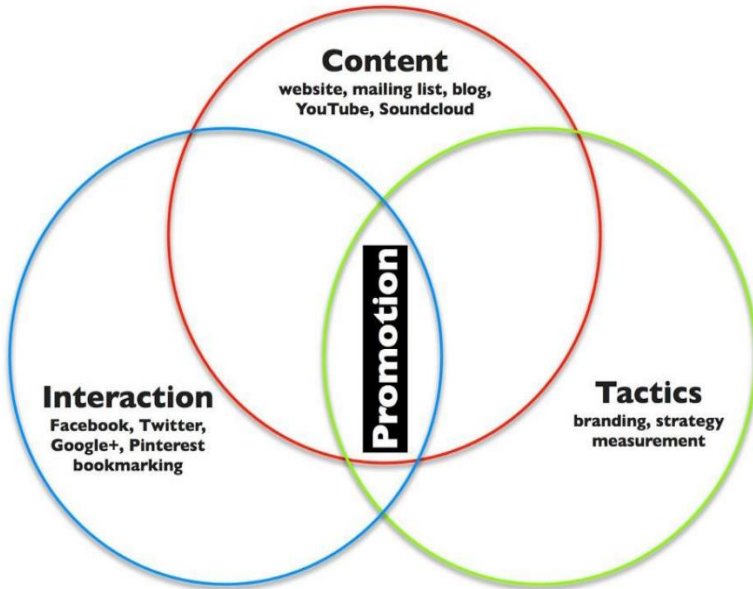 Content
website, mailing list, blog,
YouTube, Soundcloud
Promotion
Interaction
Facebook, Twitter,
Google+, Pinterest
bookmarking
Tactics
branding, strategy
measurement